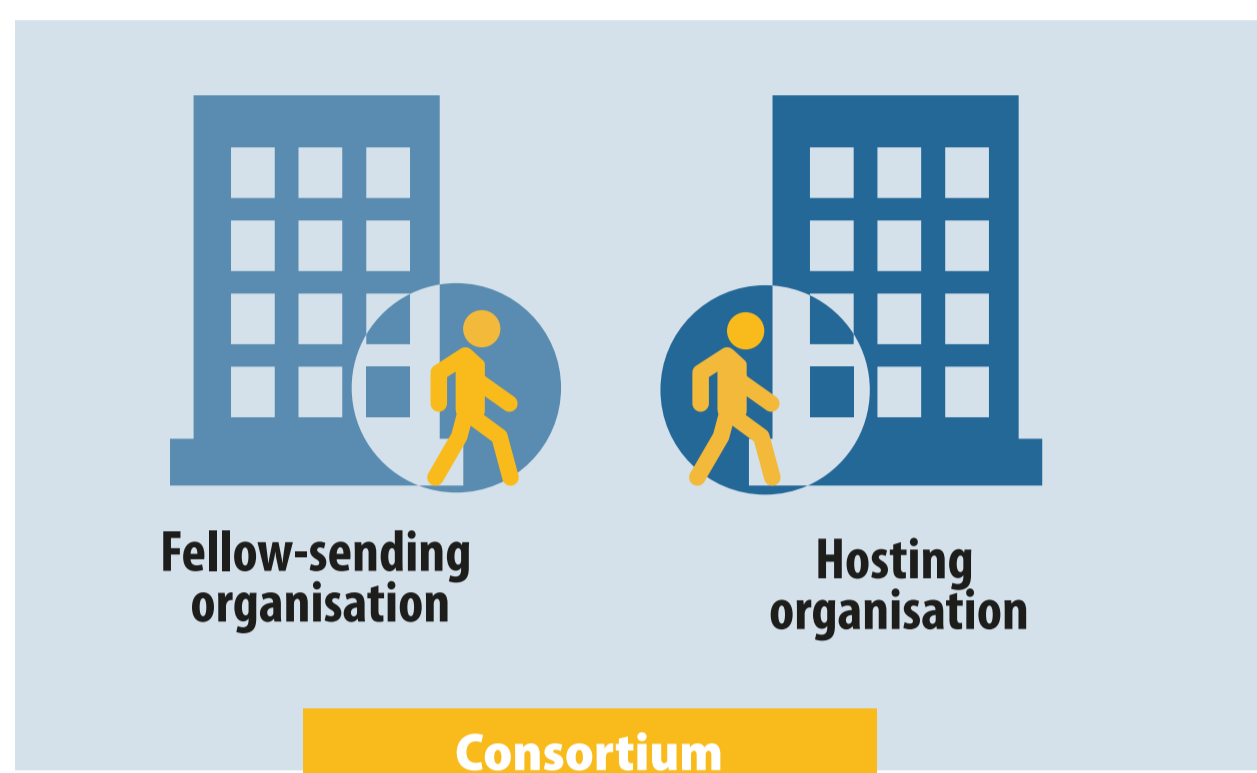 Fellow-sending
organisation
Hosting
organisation
Consortium